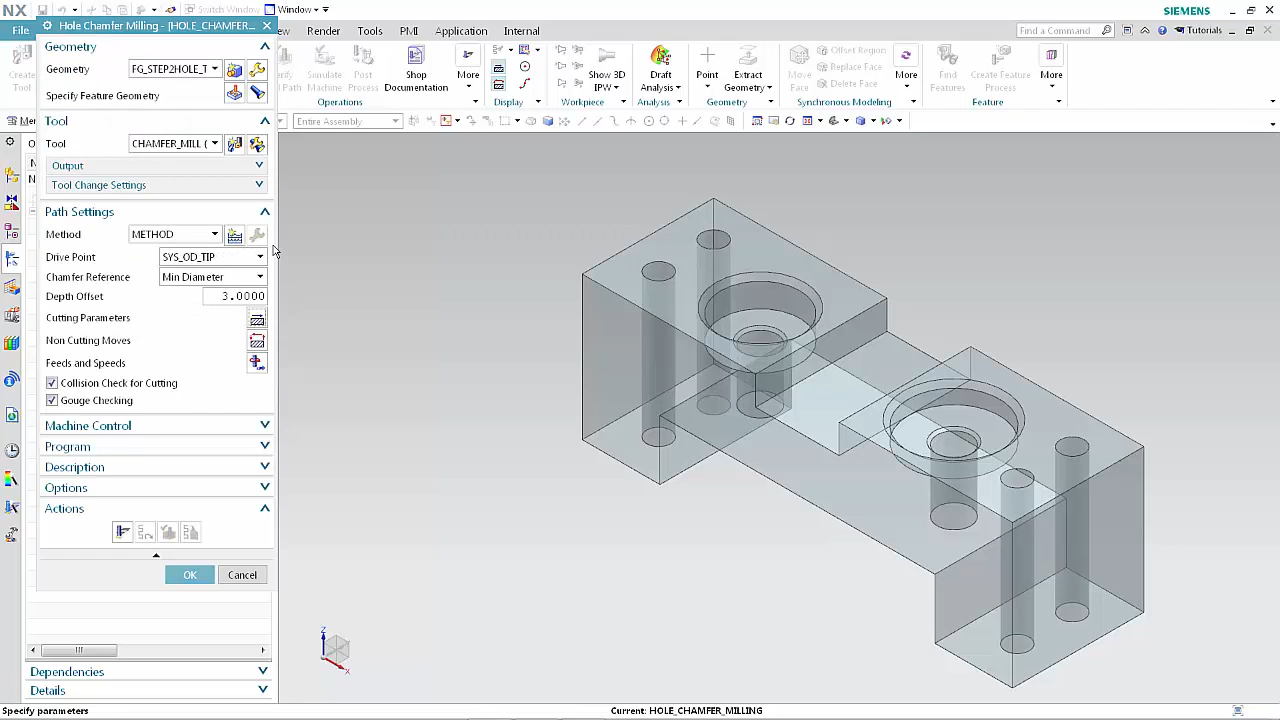 NX
Switch Window
Window
SIEMENS
Hole Chamfer Milling - [HOLE_CHAMFER...
File
Render
Tools
PMI
Application
Internal
Find a Command
Tutorials
Geometry
Geometry
FG_STEP2HOLE_T
Specify Feature Geometry
Tool
Tool
CHAMFER_MILL (
Output
Tool Change Settings
Path Settings
Method
METHOD
Drive Point
SYS_OD_TIP
Chamfer Reference
Min Diameter
Depth Offset
3.0000
Cutting Parameters
Non Cutting Moves
Feeds and Speeds
Collision Check for Cutting
Gouge Checking
Machine Control
Program
Description
Options
Actions
OK
Cancel
Dependencies
Details
Create
Tool
Simulate
Machine
Post
Process
Shop
Documentation
More
Operations
Display
Show 3D
IPW
Workpiece
Draft
Analysis
Analysis
Point
Extract
Geometry
Geometry
Move
Face
Offset Region
Replace Face
Delete Face
More
Synchronous Modeling
Find
Features
Create Feature
Process
More
Feature
Entire Assembly
Z
X
Specify parameters
Current: HOLE_CHAMFER_MILLING